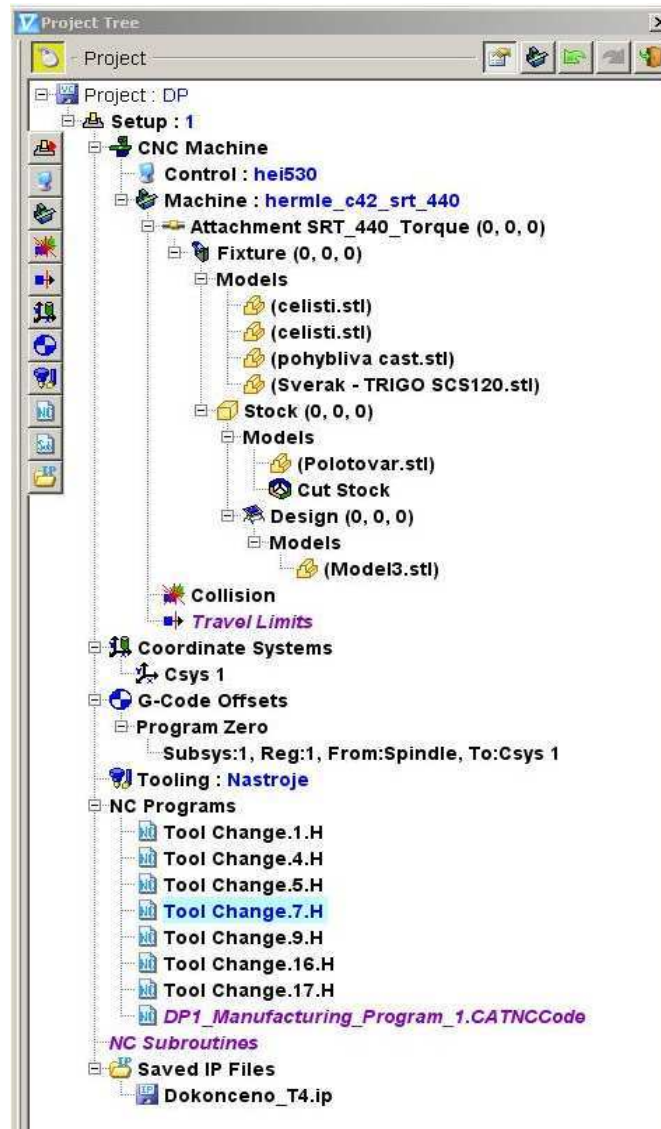 Project Tree
Project
Project : DP
Setup : 1
CNC Machine
Control : hei530
Machine : hermle_c42_srt_440
Attachment SRT_440_Torque (0, 0, 0)
Fixture (0, 0, 0)
Models
(celisti.stl)
(celisti.stl)
(pohybliva cast.stl)
(Sverak - TRIGO SCS120.stl)
Stock (0, 0, 0)
Models
(Polotovar.stl)
Cut Stock
Design (0, 0, 0)
Models
(Model3.stl)
Collision
Travel Limits
Coordinate Systems
Csys 1
G-Code Offsets
Program Zero
Subsys:1, Reg:1, From:Spindle, To:Csys 1
Tooling : Nastroje
NC Programs
Tool Change.1.H
Tool Change.4.H
Tool Change.5.H
Tool Change.7.H
Tool Change.9.H
Tool Change.16.H
Tool Change.17.H
DP1_Manufacturing_Program_1.CATNCCode
NC Subroutines
Saved IP Files
Dokonceno_T4.ip